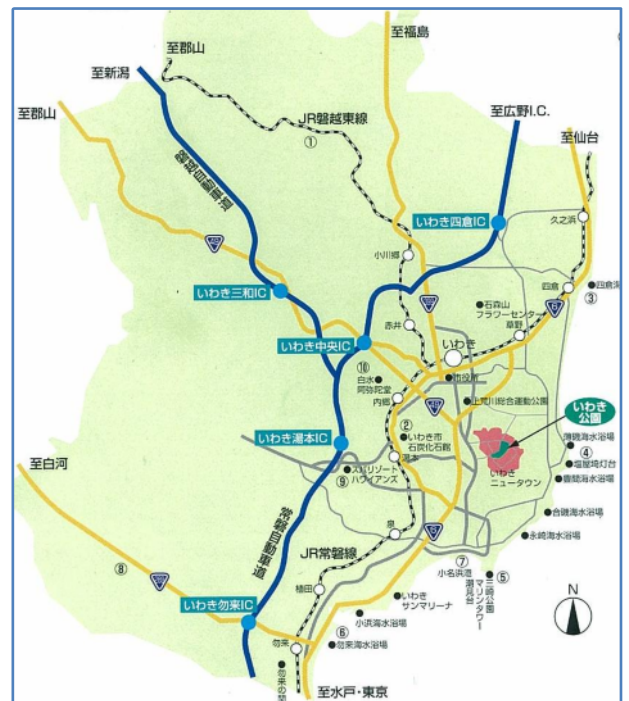 至福島
至郡山
至新潟
至郡山
JR磐越東線
①
至広野I.C.
至仙台
磐越自動車道
いわき四倉IC
久之浜
49
小川郷
いわき三和IC
四倉
●四倉海
③
●石森山
フラワーセンター
6
草野
赤井
いわき中央IC
いわき
⑩
白水●
阿弥陀堂
●市役所
内郷
49
●上荒川総合運動公園
いわき
公園
②
●いわき市
石炭化石館
湯本
薄磯海水浴場
④
●塩屋埼灯台
いわき湯本IC
いわき
ニュータウン
●豊間海水浴場
至白河
●スパリゾート
ハワイアンズ
⑨
●合磯海水浴場
常磐自動車道
泉
6
●永崎海水浴場
JR常磐線
⑦
小名浜港
潮見台
マリンタワー
●三崎公園
⑤
⑧
植田
●いわき
サンマリーナ
N
いわき勿来IC
●小浜海水浴場
⑥
●勿来海水浴場
勿来
●勿来の関
至水戸・東京